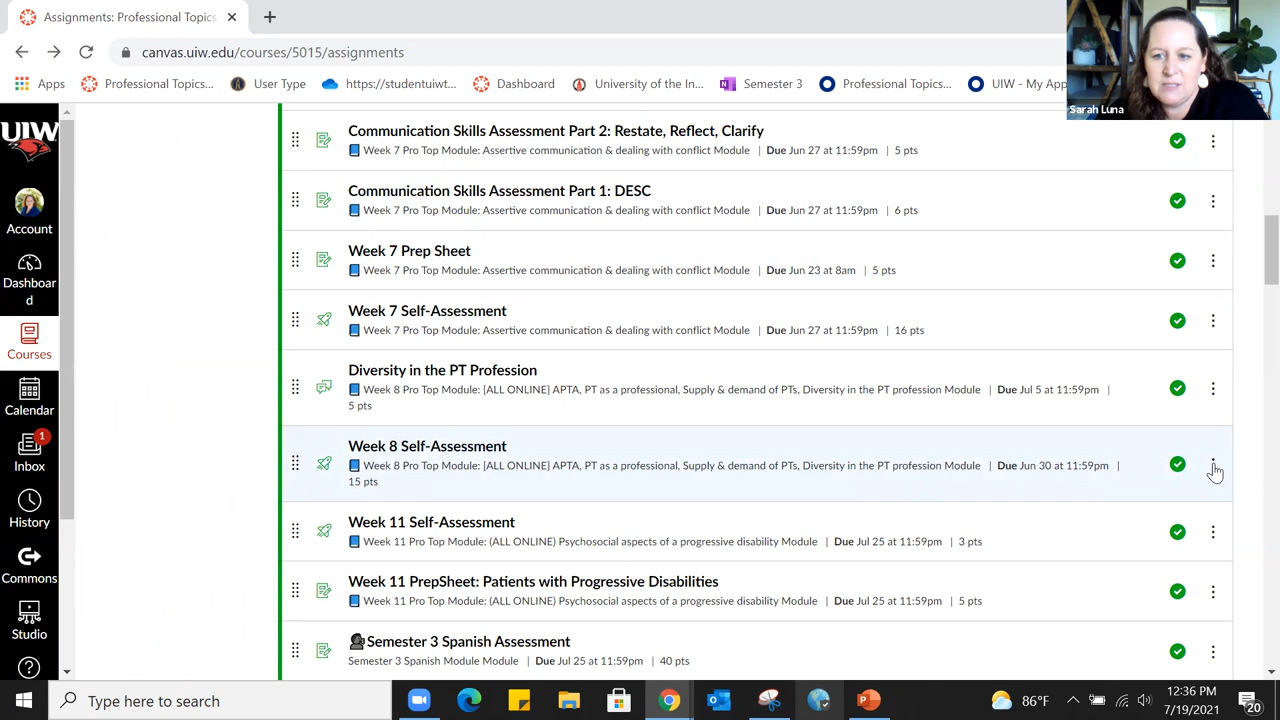 Assignments: Professional Topics
canvas.uiw.edu/courses/5015/assignments
Apps Professional Topics... User Type https://studentuiwt... Dashboard University of the In... Semester 3 Professional Topics... UIW - My App
Sarah Luna
UIW
Account
Dashboar
d
Courses
Calendar
1
Inbox
History
Commons
Studio
Communication Skills Assessment Part 2: Restate, Reflect, Clarify
Week 7 Pro Top Module: Assertive communication & dealing with conflict Module | Due Jun 27 at 11:59pm | 5 pts
Communication Skills Assessment Part 1: DESC
Week 7 Pro Top Module: Assertive communication & dealing with conflict Module | Due Jun 27 at 11:59pm | 6 pts
Week 7 Prep Sheet
Week 7 Pro Top Module: Assertive communication & dealing with conflict Module | Due Jun 23 at 8am | 5 pts
Week 7 Self-Assessment
Week 7 Pro Top Module: Assertive communication & dealing with conflict Module | Due Jun 27 at 11:59pm | 16 pts
Diversity in the PT Profession
Week 8 Pro Top Module: [ALL ONLINE] APTA, PT as a professional, Supply & demand of PTs, Diversity in the PT profession Module | Due Jul 5 at 11:59pm |
5 pts
Week 8 Self-Assessment
Week 8 Pro Top Module: [ALL ONLINE] APTA, PT as a professional, Supply & demand of PTs, Diversity in the PT profession Module | Due Jun 30 at 11:59pm |
15 pts
Week 11 Self-Assessment
Week 11 Pro Top Module: (ALL ONLINE) Psychosocial aspects of a progressive disability Module | Due Jul 25 at 11:59pm | 3 pts
Week 11 PrepSheet: Patients with Progressive Disabilities
Week 11 Pro Top Module: (ALL ONLINE) Psychosocial aspects of a progressive disability Module | Due Jul 25 at 11:59pm | 5 pts
Semester 3 Spanish Assessment
Semester 3 Spanish Module Module | Due Jul 25 at 11:59pm | 40 pts
Type here to search
86°F
12:36 PM
7/19/2021
20